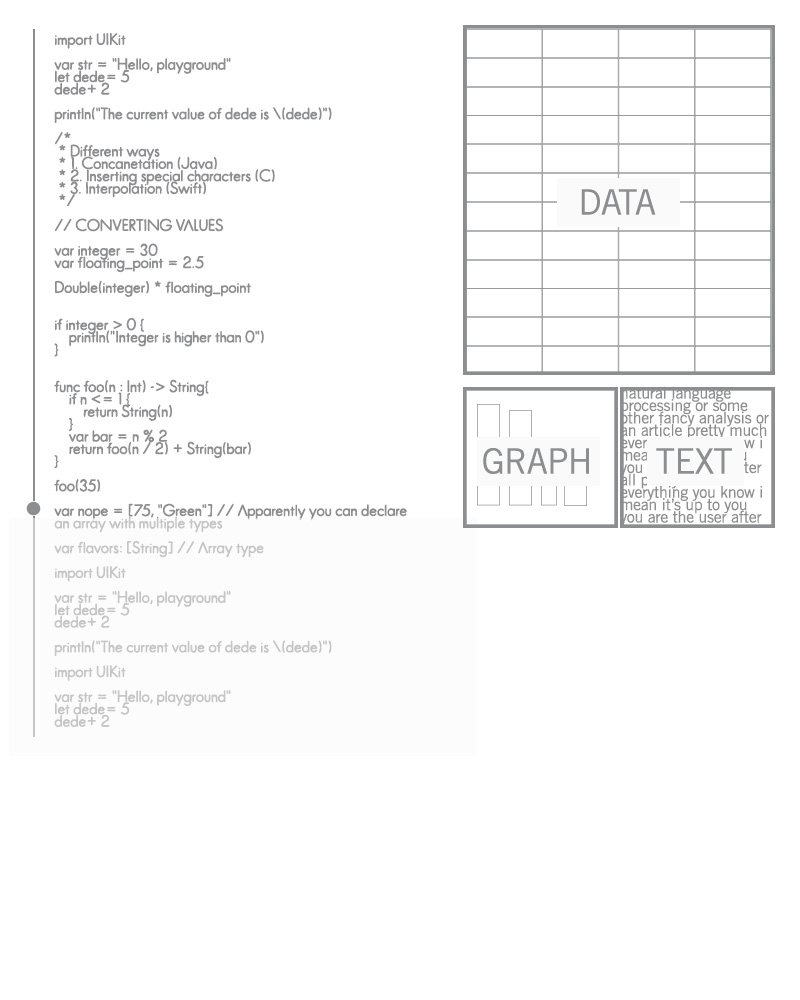 import UIKit
var str = "Hello, playground"
let dede= 5
dede+ 2
println("The current value of dede is \(dede)")
/*
* Different ways
* 1. Concanetation (Java)
* 2. Inserting special characters (C)
* 3. Interpolation (Swift)
*/
// CONVERTING VALUES
var integer = 30
var floating_point = 2.5
Double(integer) * floating_point
if integer > 0 {
println("Integer is higher than 0")
}
func foo(n : Int) -> String{
if n <= 1{
return String(n)
}
var bar = n % 2
return foo(n / 2) + String(bar)
}
foo(35)
var nope = [75, "Green"] // Apparently you can declare
an array with multiple types
var flavors: [String] // Array type
import UIKit
var str = "Hello, playground"
let dede= 5
dede+ 2
println("The current value of dede is \(dede)")
import UIKit
var str = "Hello, playground"
let dede= 5
dede+ 2
DATA
GRAPH
natural language
processing or some
other fancy analysis or
an article pretty much
TEXT
you
all
everything you know i
mean it's up to you
you are the user after